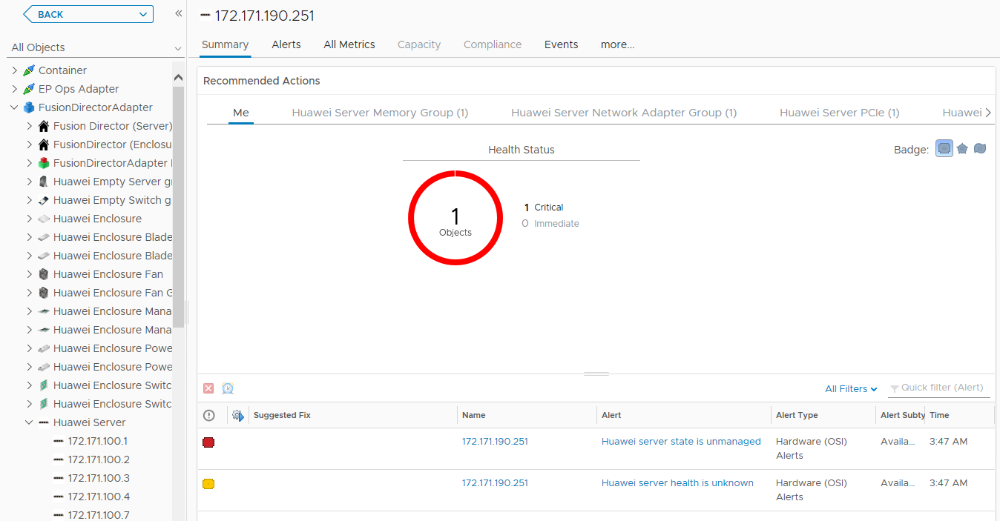 BACK
All Objects
Container
EP Ops Adapter
FusionDirectorAdapter
Fusion Director (Server)
FusionDirector (Enclosu
FusionDirectorAdapter
Huawei Empty Server gr
Huawei Empty Switch g
Huawei Enclosure
Huawei Enclosure Blade
Huawei Enclosure Blade
Huawei Enclosure Fan
Huawei Enclosure Fan G
Huawei Enclosure Mana
Huawei Enclosure Mana
Huawei Enclosure Powe
Huawei Enclosure Powe
Huawei Enclosure Switc
Huawei Enclosure Switc
Huawei Server
172.171.100.1
172.171.100.2
172.171.100.3
172.171.100.4
172.171.100.7
172.171.190.251
Summary Alerts All Metrics Capacity Compliance Events more...
Recommended Actions
Me Huawei Server Memory Group (1) Huawei Server Network Adapter Group (1) Huawei Server PCIe (1) Huawei
Health Status
Badge:
1
Objects
1 Critical
0 Immediate
All Filters Quick filter (Alert)
Suggested Fix Name Alert Alert Type Alert Subty Time
172.171.190.251 Huawei server state is unmanaged Hardware (OSI) Availa... 3:47 AM
Alerts
172.171.190.251 Huawei server health is unknown Hardware (OSI) Availa... 3:47 AM
Alerts